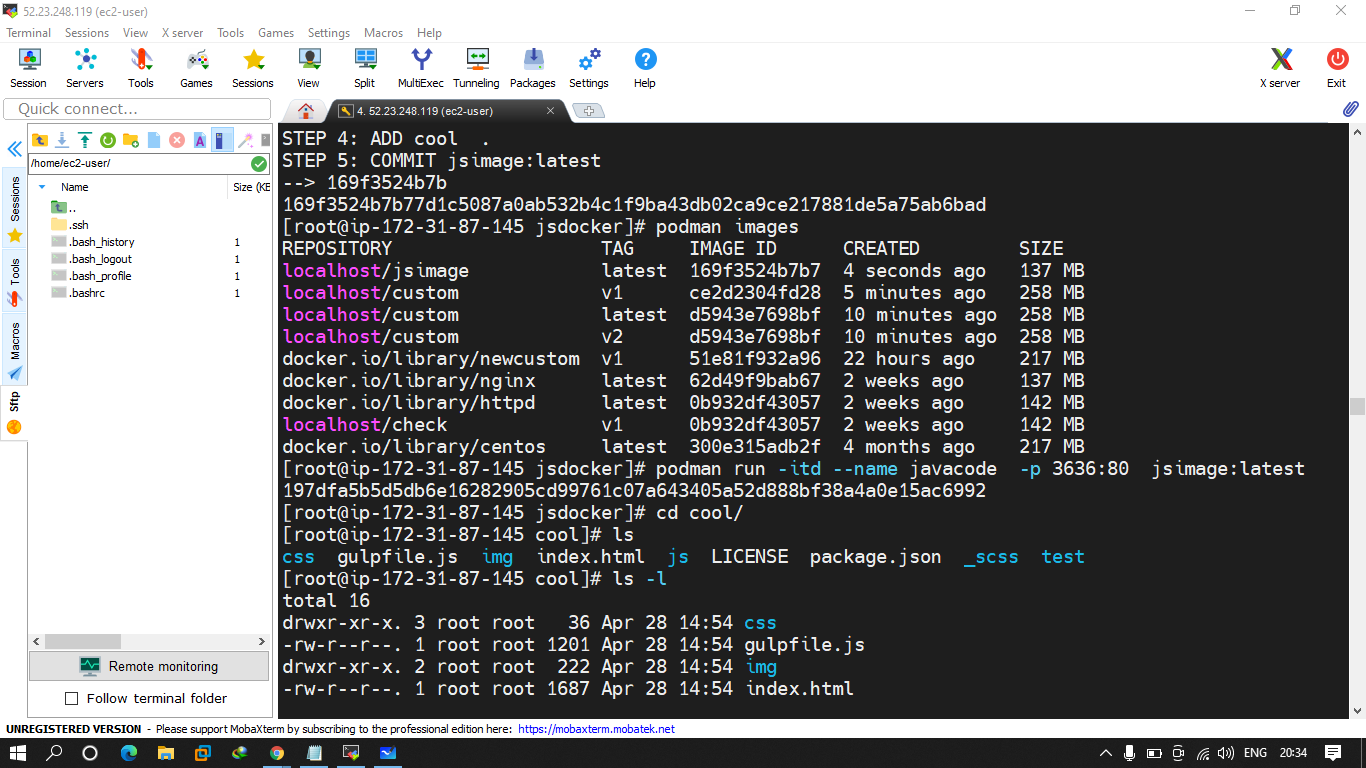 52.23.248.119 (ec2-user)
Terminal Sessions View X server Tools Games Settings Macros Help
Session Servers Tools Games Sessions View Split MultiExec Tunneling Packages Settings Help X server Exit
Quick connect...
4. 52.23.248.119 (ec2-user)
/home/ec2-user/
Name Size (KB
..
.ssh
.bash_history 1
.bash_logout 1
.bash_profile 1
.bashrc 1
Sessions
Tools
Macros
Sftp
Remote monitoring
Follow terminal folder
STEP 4: ADD cool .
STEP 5: COMMIT jsimage:latest
--> 169f3524b7b
169f3524b7b77d1c5087a0ab532b4c1f9ba43db02ca9ce217881de5a75ab6bad
[root@ip-172-31-87-145 jsdocker]# podman images
REPOSITORY TAG IMAGE ID CREATED SIZE
localhost/jsimage latest 169f3524b7b7 4 seconds ago 137 MB
localhost/custom v1 ce2d2304fd28 5 minutes ago 258 MB
localhost/custom latest d5943e7698bf 10 minutes ago 258 MB
localhost/custom v2 d5943e7698bf 10 minutes ago 258 MB
docker.io/library/newcustom v1 51e81f932a96 22 hours ago 217 MB
docker.io/library/nginx latest 62d49f9bab67 2 weeks ago 137 MB
docker.io/library/httpd latest 0b932df43057 2 weeks ago 142 MB
localhost/check v1 0b932df43057 2 weeks ago 142 MB
docker.io/library/centos latest 300e315adb2f 4 months ago 217 MB
[root@ip-172-31-87-145 jsdocker]# podman run -itd --name javacode -p 3636:80 jsimage:latest
197dfa5b5d5db6e16282905cd99761c07a643405a52d888bf38a4a0e15ac6992
[root@ip-172-31-87-145 jsdocker]# cd cool/
[root@ip-172-31-87-145 cool]# ls
css gulpfile.js img index.html js LICENSE package.json _scss test
[root@ip-172-31-87-145 cool]# ls -l
total 16
drwxr-xr-x. 3 root root 36 Apr 28 14:54 css
-rw-r--r--. 1 root root 1201 Apr 28 14:54 gulpfile.js
drwxr-xr-x. 2 root root 222 Apr 28 14:54 img
-rw-r--r--. 1 root root 1687 Apr 28 14:54 index.html
UNREGISTERED VERSION - Please support MobaXterm by subscribing to the professional edition here: https://mobaxterm.mobatek.net
ENG 20:34